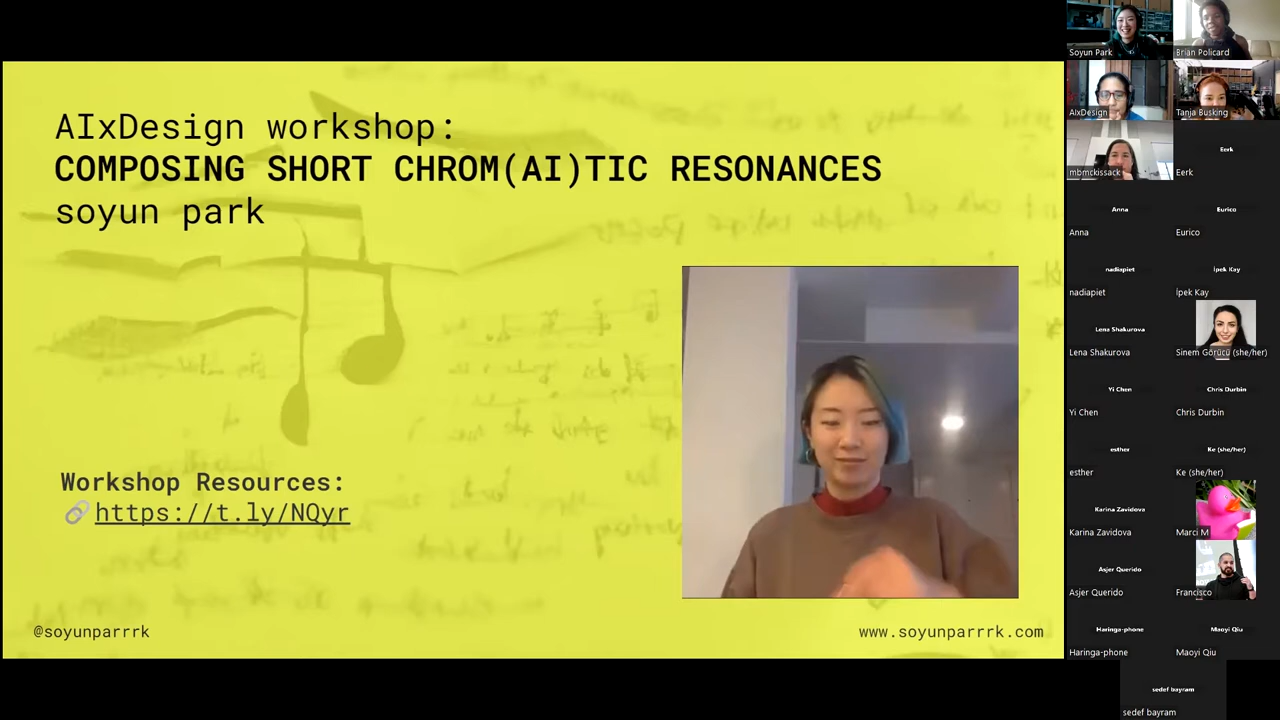 AIxDesign workshop:
COMPOSING SHORT CHROM(AI)TIC RESONANCES
soyun park
Workshop Resources:
🔗 https://t.ly/NQyr
@soyunparrrk
www.soyunparrrk.com
Soyun Park
Brian Policard
AIxDesign
Tanja Busking
mbmckissack
Eerk
Eerk
Anna
Anna
Eurico
Eurico
nadiapiet
nadiapiet
İpek Kay
İpek Kay
Lena Shakurova
Lena Shakurova
Sinem Görücü (she/her)
Yi Chen
Yi Chen
Chris Durbin
Chris Durbin
esther
esther
Ke (she/her)
Ke (she/her)
Karina Zavidova
Karina Zavidova
Marci M
Asjer Querido
Asjer Querido
Francisco
Haringa-phone
Haringa-phone
Maoyi Qiu
Maoyi Qiu
sedef bayram
sedef bayram